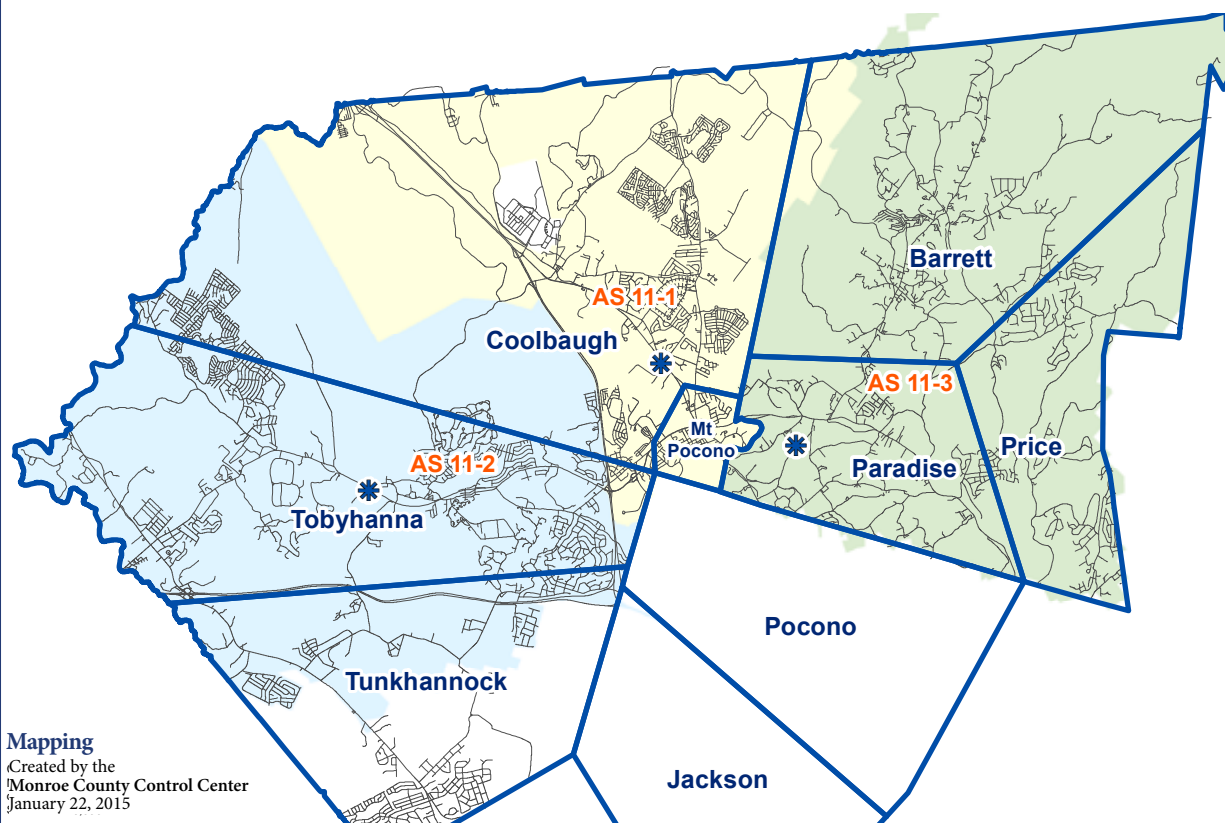 Barrett
AS 11-1
Coolbaugh
AS 11-3
Mt
Pocono
Price
AS 11-2
Paradise
Tobyhanna
Pocono
Tunkhannock
Jackson
Mapping
Created by the
Monroe County Control Center
January 22, 2015